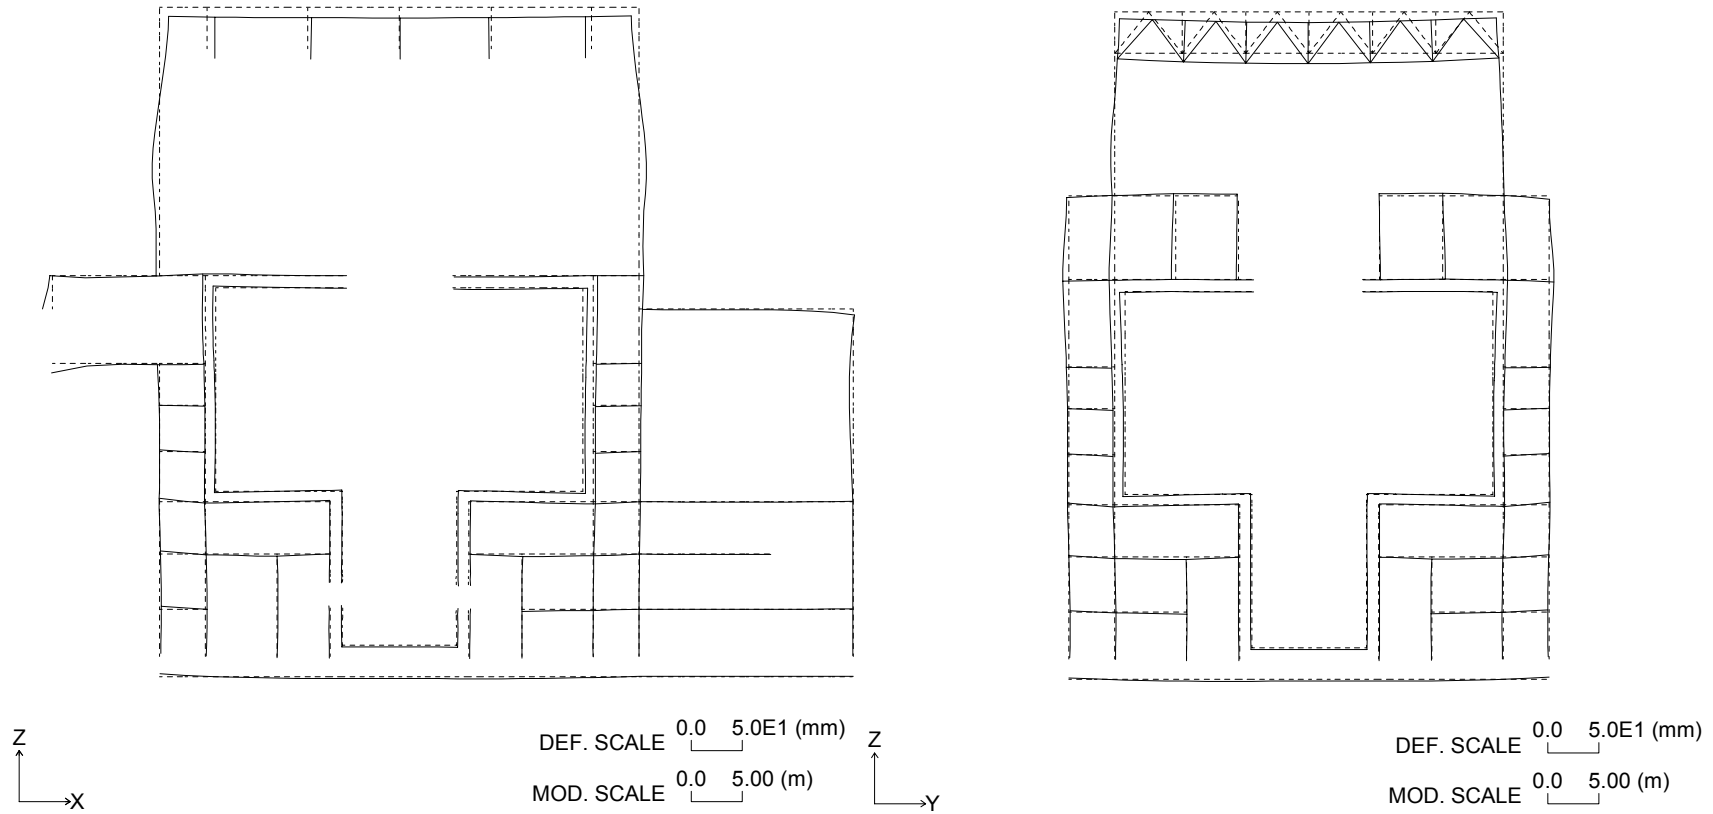 Z
X
DEF. SCALE 0.0 5.0E1 (mm)
MOD. SCALE 0.0 5.00 (m)
Z
Y
DEF. SCALE 0.0 5.0E1 (mm)
MOD. SCALE 0.0 5.00 (m)